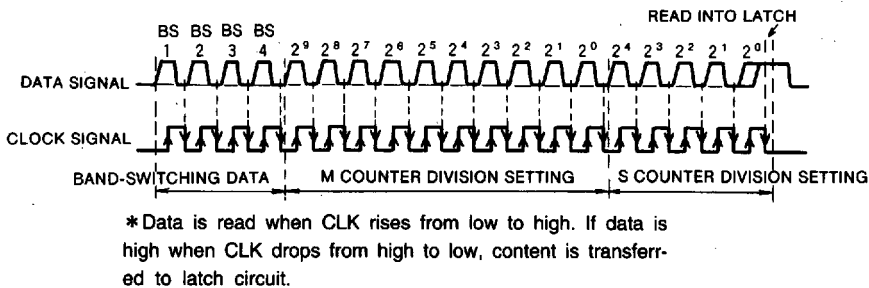 READ INTO LATCH
BS BS BS BS
1 2 3 4 2⁹ 2⁸ 2⁷ 2⁶ 2⁵ 2⁴ 2³ 2² 2¹ 2⁰ 2⁴ 2³ 2² 2¹ 2⁰
DATA SIGNAL
CLOCK SIGNAL
BAND-SWITCHING DATA M COUNTER DIVISION SETTING S COUNTER DIVISION SETTING
*Data is read when CLK rises from low to high. If data is
high when CLK drops from high to low, content is transferr-
ed to latch circuit.